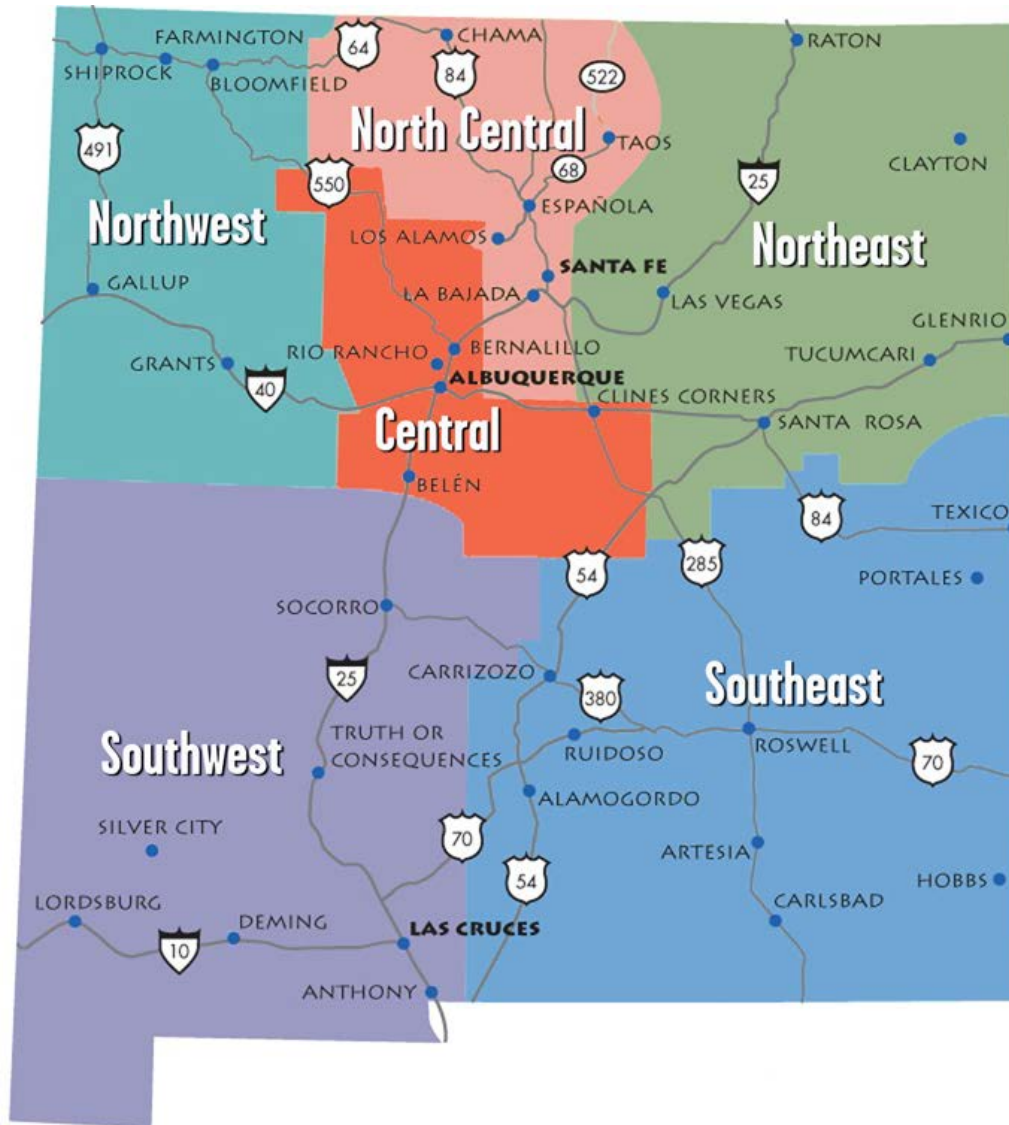 FARMINGTON
64
CHAMA
RATON
SHIPROCK
BLOOMFIELD
84
522
491
North Central
TAOS
CLAYTON
550
68
25
Northwest
ESPAÑOLA
LOS ALAMOS
Northeast
SANTA FE
GALLUP
LA BAJADA
LAS VEGAS
GLENRIO
GRANTS
RIO RANCHO
BERNALILLO
TUCUMCARI
40
ALBUQUERQUE
CLINES CORNERS
Central
SANTA ROSA
BELÉN
84
TEXICO
54
285
PORTALES
SOCORRO
CARRIZOZO
25
380
Southeast
Southwest
TRUTH OR
CONSEQUENCES
RUIDOSO
ROSWELL
70
ALAMOGORDO
SILVER CITY
70
ARTESIA
54
HOBBS
LORDSBURG
DEMING
LAS CRUCES
CARLSBAD
10
ANTHONY